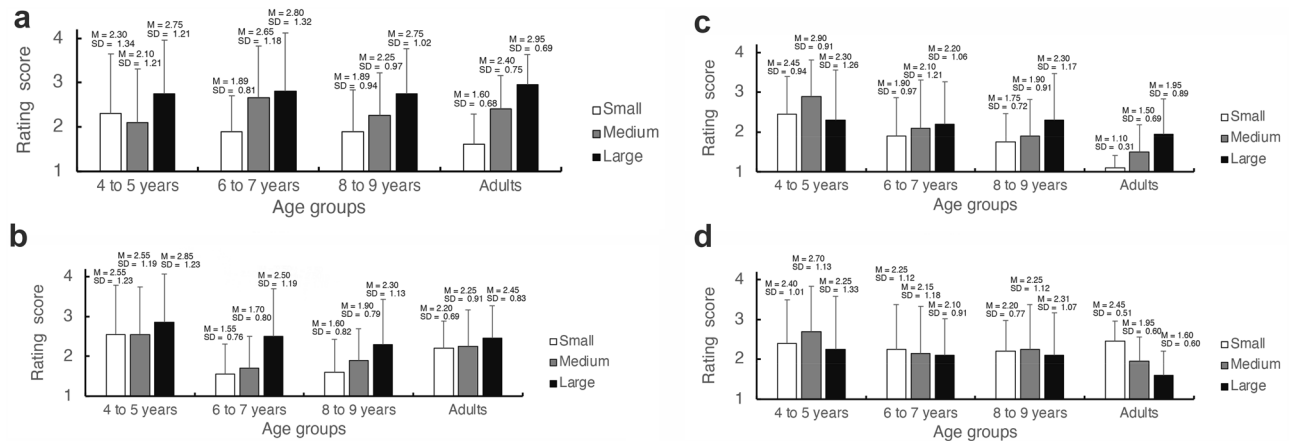 a
Rating score
4
3
2
1
M = 2.30
SD = 1.34
M = 2.10
SD = 1.21
M = 2.75
SD = 1.21
M = 1.89
SD = 0.81
M = 2.65
SD = 1.18
M = 2.80
SD = 1.32
M = 1.89
SD = 0.94
M = 2.25
SD = 0.97
M = 2.75
SD = 1.02
M = 1.60
SD = 0.68
M = 2.40
SD = 0.75
M = 2.95
SD = 0.69
4 to 5 years
6 to 7 years
8 to 9 years
Adults
Age groups
Small
Medium
Large
b
Rating score
4
3
2
1
M = 2.55
SD = 1.23
M = 2.55
SD = 1.19
M = 2.85
SD = 1.23
M = 1.55
SD = 0.76
M = 1.70
SD = 0.80
M = 2.50
SD = 1.19
M = 1.60
SD = 0.82
M = 1.90
SD = 0.79
M = 2.30
SD = 1.13
M = 2.20
SD = 0.69
M = 2.25
SD = 0.91
M = 2.45
SD = 0.83
4 to 5 years
6 to 7 years
8 to 9 years
Adults
Age groups
Small
Medium
Large
c
Rating score
4
3
2
1
M = 2.45
SD = 0.94
M = 2.90
SD = 0.91
M = 2.30
SD = 1.26
M = 1.90
SD = 0.97
M = 2.10
SD = 1.21
M = 2.20
SD = 1.06
M = 1.75
SD = 0.72
M = 1.90
SD = 0.91
M = 2.30
SD = 1.17
M = 1.10
SD = 0.31
M = 1.50
SD = 0.69
M = 1.95
SD = 0.89
4 to 5 years
6 to 7 years
8 to 9 years
Adults
Age groups
Small
Medium
Large
d
Rating score
4
3
2
1
M = 2.40
SD = 1.01
M = 2.70
SD = 1.13
M = 2.25
SD = 1.33
M = 2.25
SD = 1.12
M = 2.15
SD = 1.18
M = 2.10
SD = 0.91
M = 2.20
SD = 0.77
M = 2.25
SD = 1.12
M = 2.31
SD = 1.07
M = 2.45
SD = 0.51
M = 1.95
SD = 0.60
M = 1.60
SD = 0.60
4 to 5 years
6 to 7 years
8 to 9 years
Adults
Age groups
Small
Medium
Large